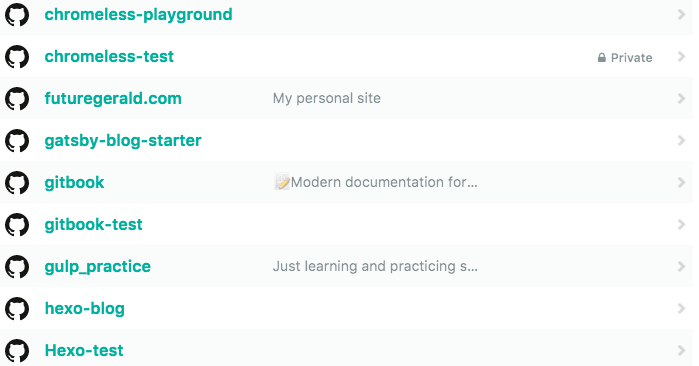 chromeless-playground
chromeless-test Private
futuregerald.com My personal site
gatsby-blog-starter
gitbook 📝Modern documentation for...
gitbook-test
gulp_practice Just learning and practicing s...
hexo-blog
Hexo-test